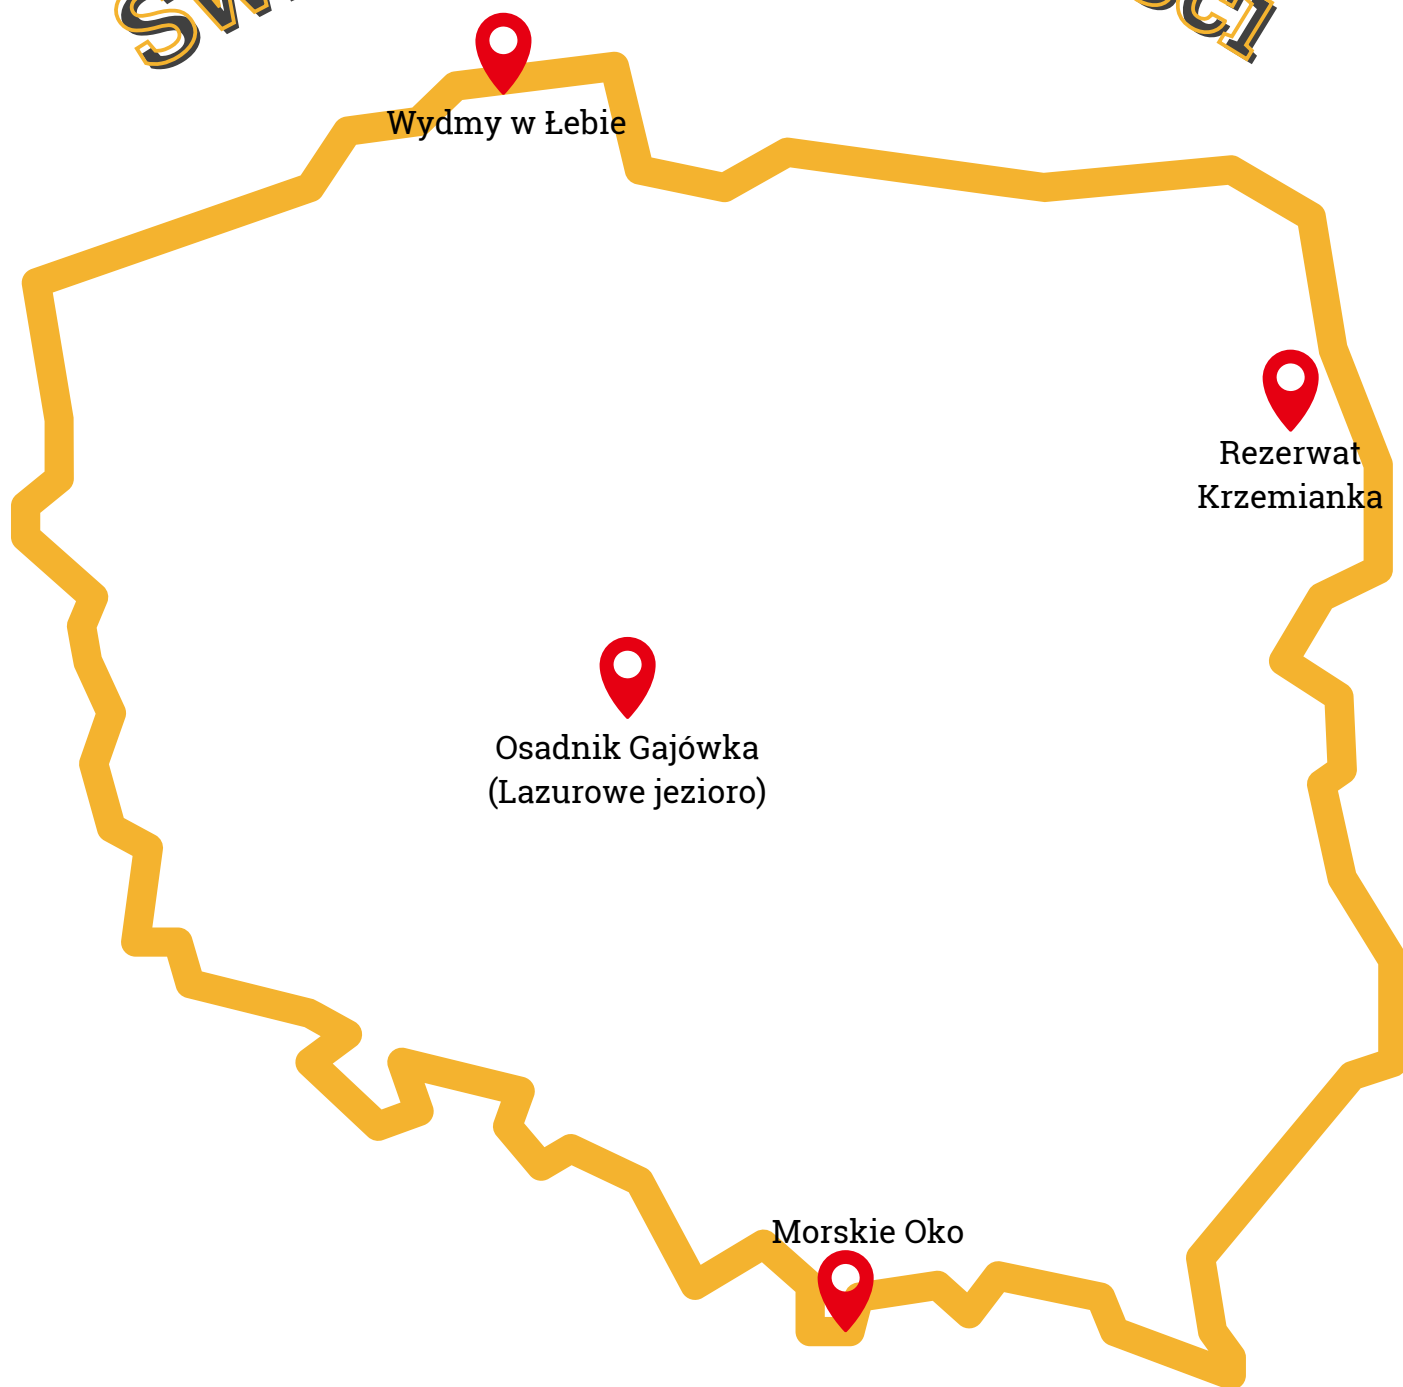 Wydmy w Łebie
Rezerwat
Krzemianka
Osadnik Gajówka
(Lazurowe jezioro)
Morskie Oko